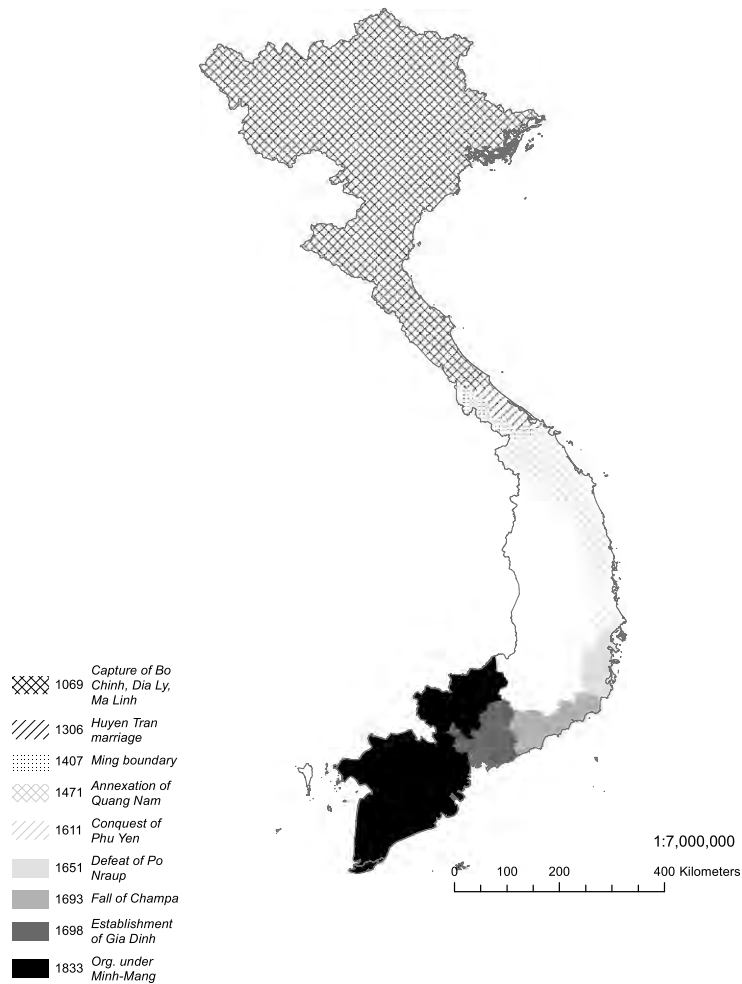 1069 Capture of Bo
Chinh, Dia Ly,
Ma Linh
1306 Huyen Tran
marriage
1407 Ming boundary
1471 Annexation of
Quang Nam
1611 Conquest of
Phu Yen
1651 Defeat of Po
Nraup
1693 Fall of Champa
1698 Establishment
of Gia Dinh
1833 Org. under
Minh-Mang
1:7,000,000
0 100 200 400 Kilometers